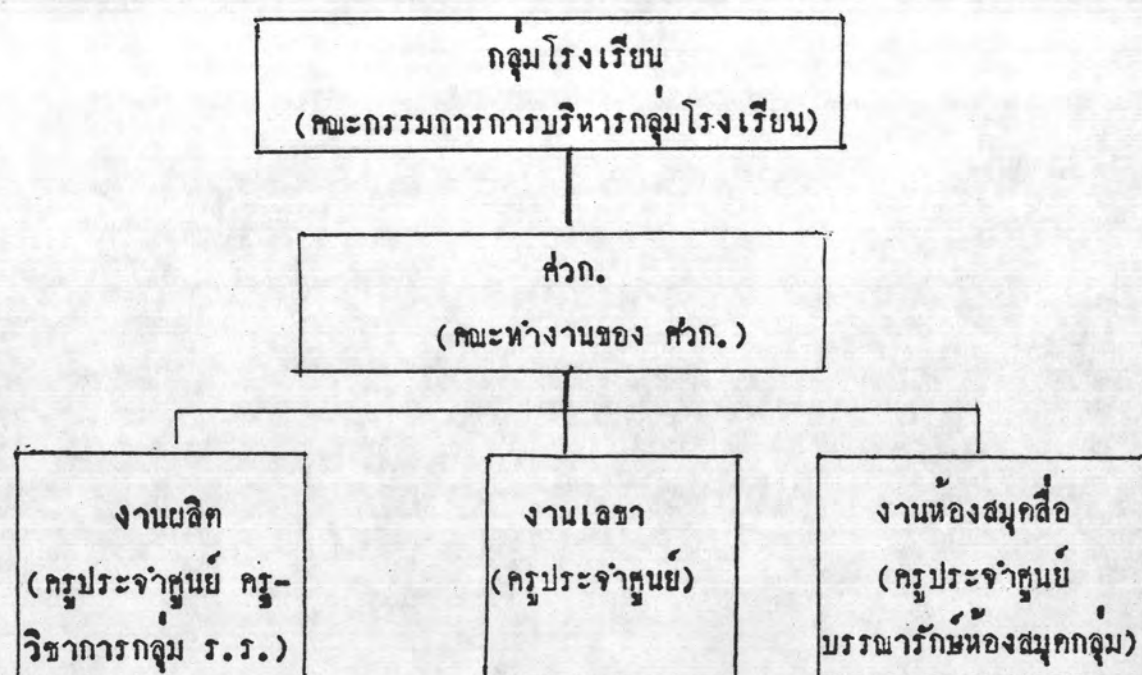 กลุ่มโรงเรียน
(คณะกรรมการการบริหารกลุ่มโรงเรียน)
ศวก.
(คณะทำงานของ ศวก.)
งานผลิต
(ครูประจำศูนย์ ครู-
วิชาการกลุ่ม ร.ร.)
งานเลขา
(ครูประจำศูนย์)
งานห้องสมุดสื่อ
(ครูประจำศูนย์
บรรณารักษ์ห้องสมุดกลุ่ม)